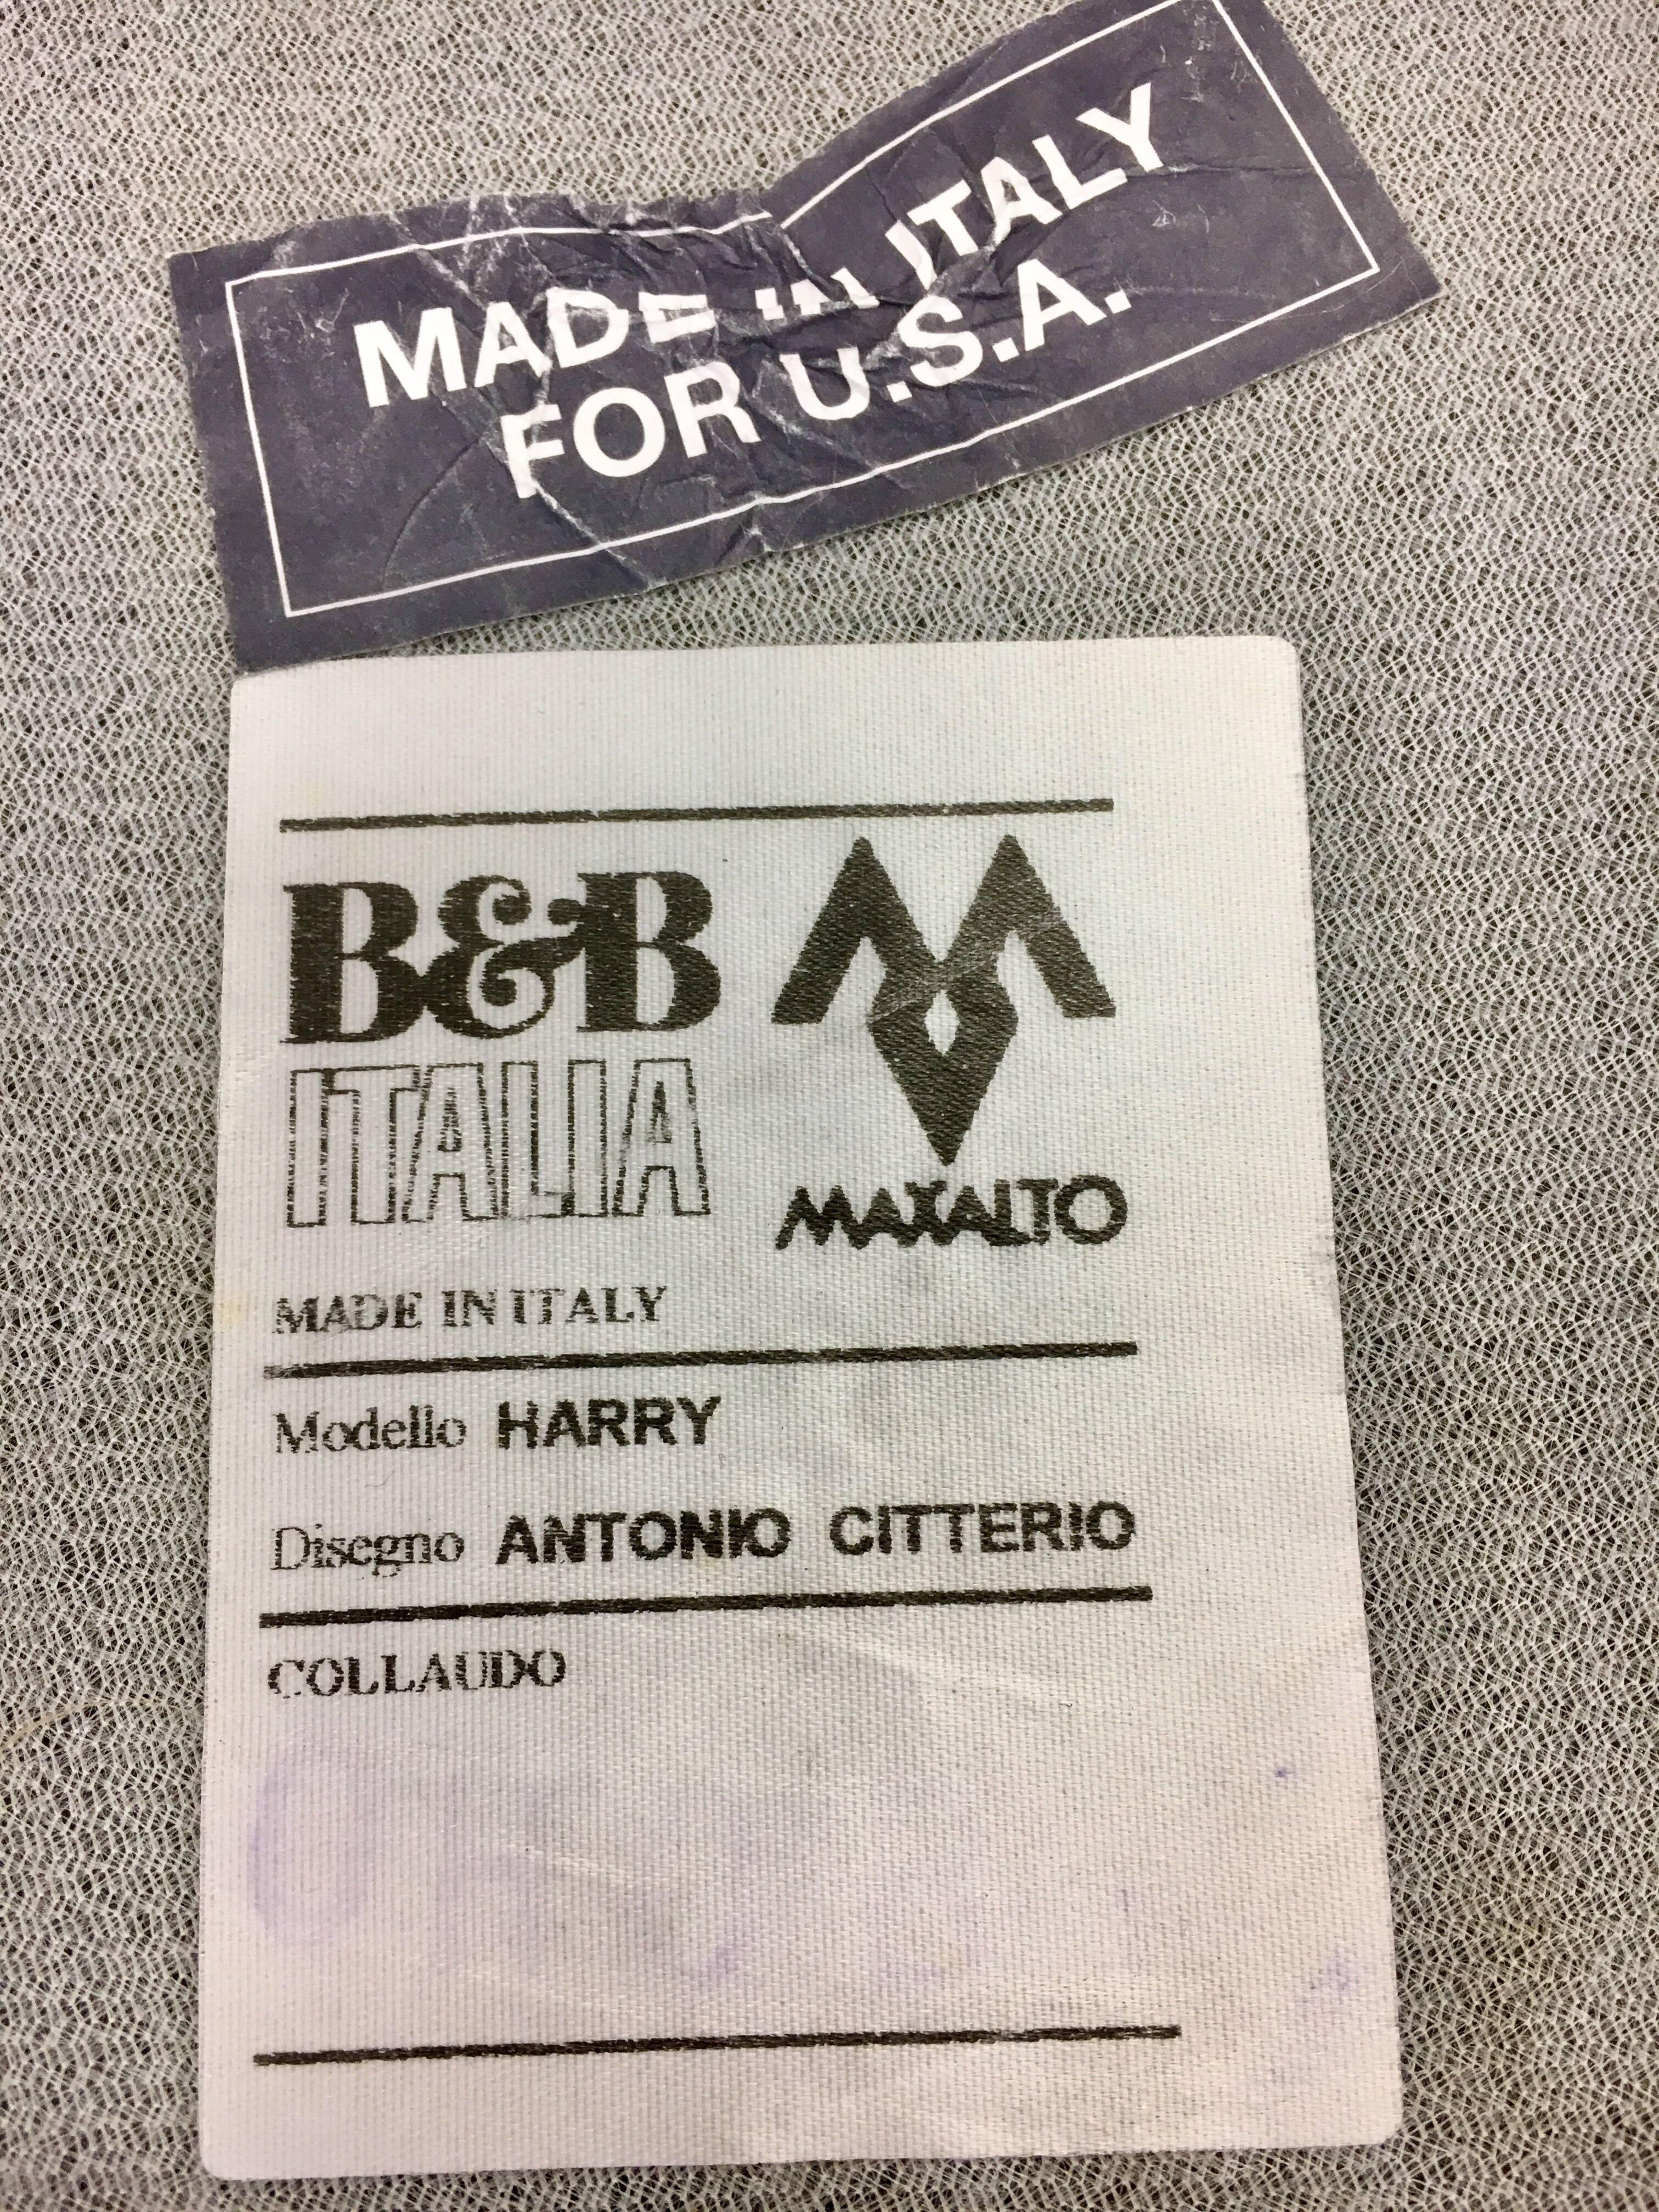 MADE IN ITALY
FOR U.S.A.
B&B
ITALIA
MAXALTO
MADE IN ITALY
Modello HARRY
Disegno ANTONIO CITTERIO
COLLAUDO